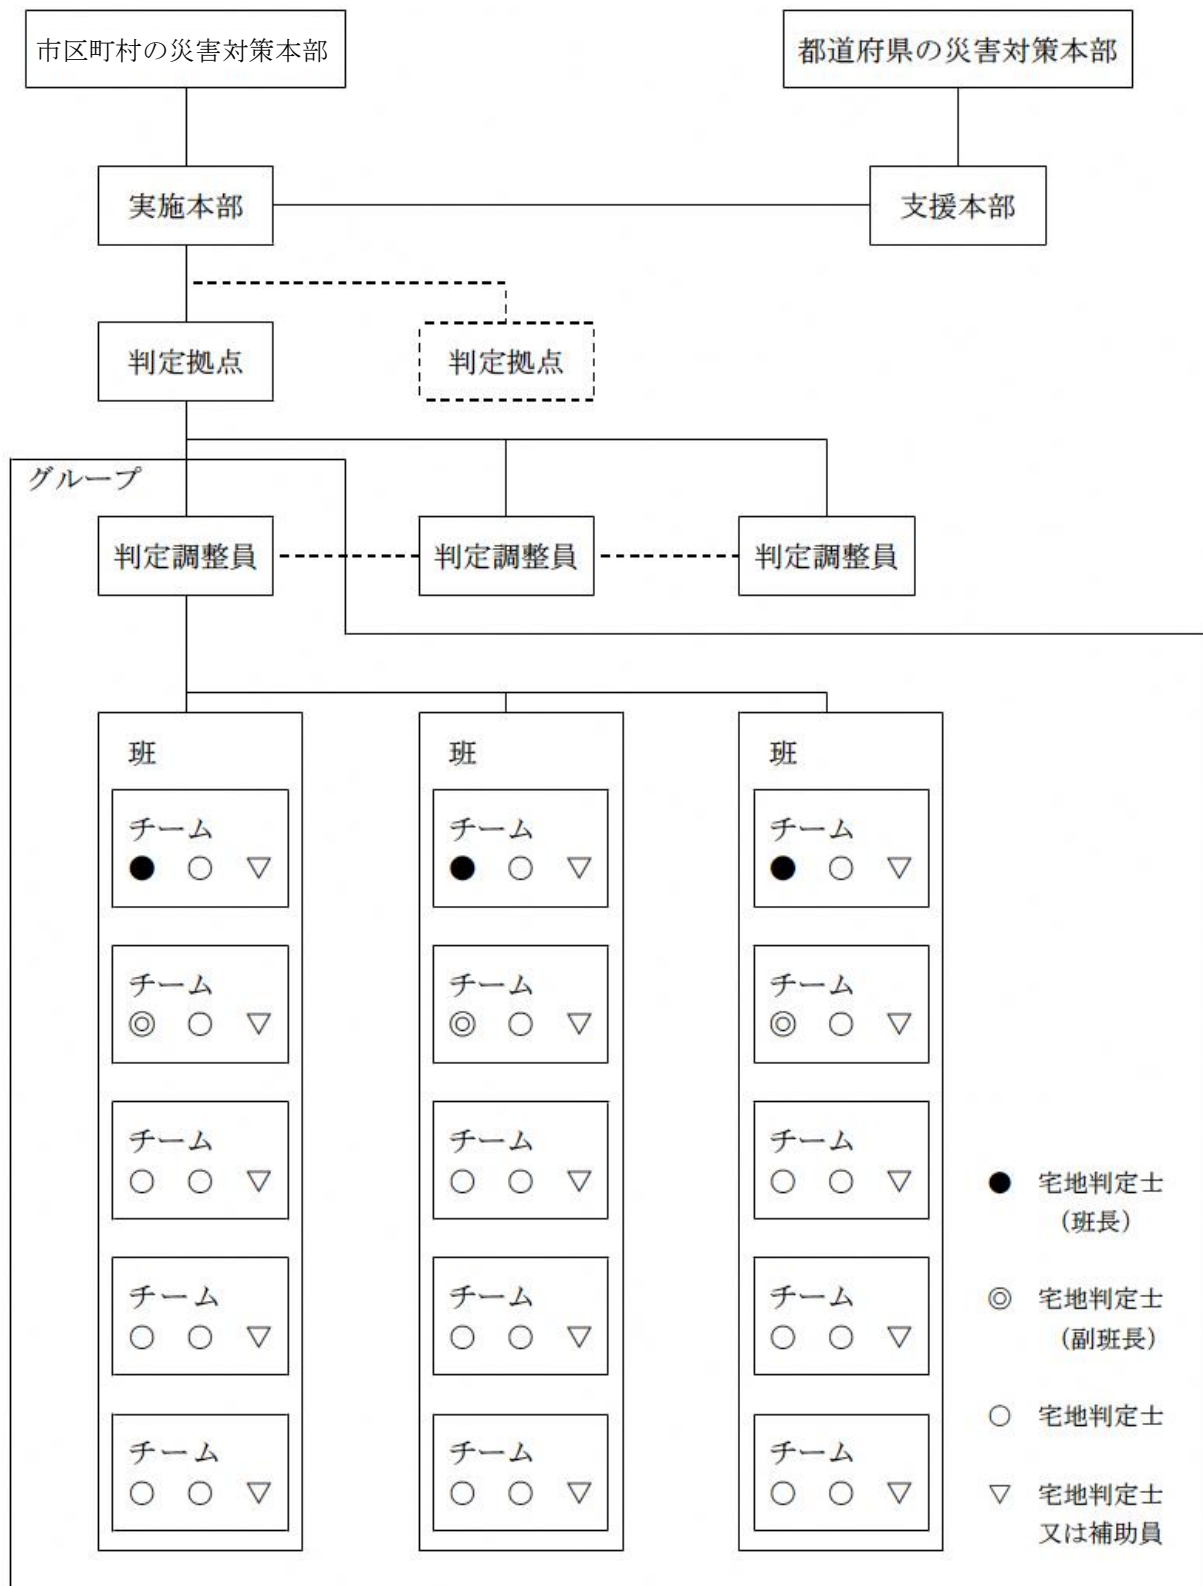 市区町村の災害対策本部
都道府県の災害対策本部
実施本部
支援本部
判定拠点
判定拠点
グループ
判定調整員
判定調整員
判定調整員
班
班
班
チーム
● ○ ▽
チーム
● ○ ▽
チーム
● ○ ▽
チーム
◎ ○ ▽
チーム
◎ ○ ▽
チーム
◎ ○ ▽
チーム
○ ○ ▽
チーム
○ ○ ▽
チーム
○ ○ ▽
チーム
○ ○ ▽
チーム
○ ○ ▽
チーム
○ ○ ▽
チーム
○ ○ ▽
チーム
○ ○ ▽
チーム
○ ○ ▽
● 宅地判定士
（班長）
◎ 宅地判定士
（副班長）
○ 宅地判定士
▽ 宅地判定士
又は補助員